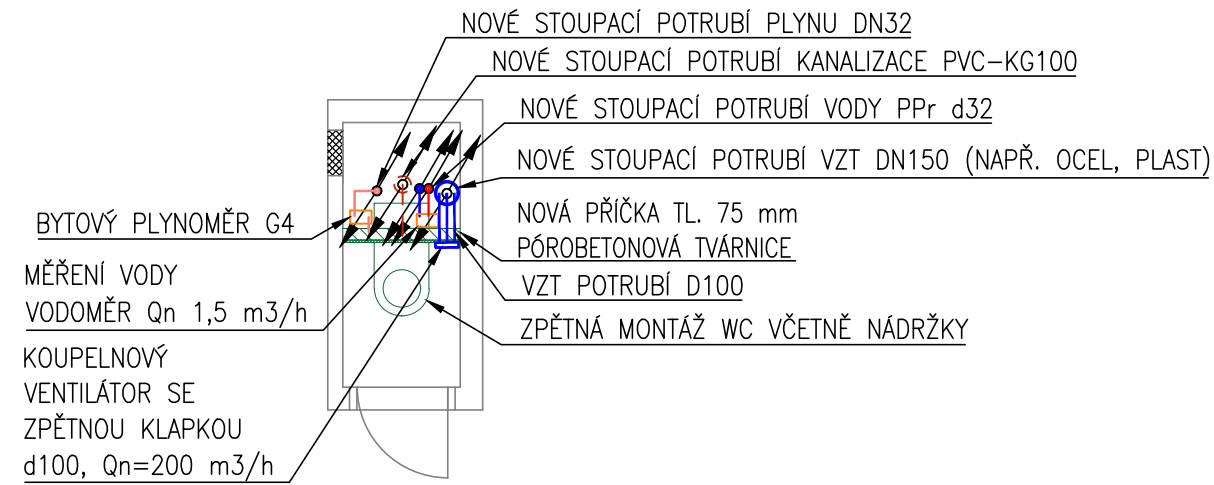 NOVÉ STOUPACÍ POTRUBÍ PLYNU DN32
NOVÉ STOUPACÍ POTRUBÍ KANALIZACE PVC-KG100
NOVÉ STOUPACÍ POTRUBÍ VODY PPr d32
NOVÉ STOUPACÍ POTRUBÍ VZT DN150 (NAPŘ. OCEL, PLAST)
NOVÁ PŘÍČKA TL. 75 mm
PÓROBETONOVÁ TVÁRNICE
VZT POTRUBÍ D100
ZPĚTNÁ MONTÁŽ WC VČETNĚ NÁDRŽKY
BYTOVÝ PLYNOMĚR G4
MĚŘENÍ VODY
VODOMĚR Qn 1,5 m3/h
KOUPELNOVÝ
VENTILÁTOR SE
ZPĚTNOU KLAPKOU
d100, Qn=200 m3/h